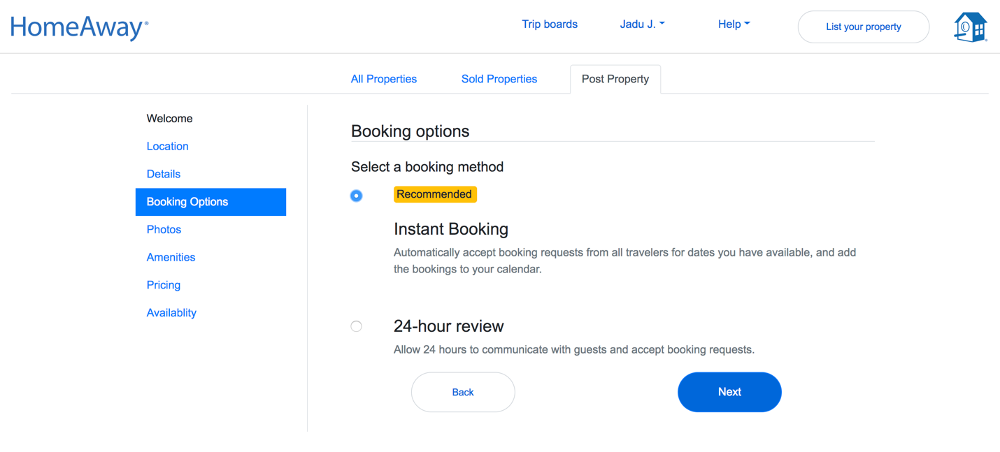 HomeAway®
Trip boards
Jadu J.
Help
List your property
All Properties
Sold Properties
Post Property
Welcome
Location
Details
Booking Options
Photos
Amenities
Pricing
Availablity
Booking options
Select a booking method
Recommended
Instant Booking
Automatically accept booking requests from all travelers for dates you have available, and add
the bookings to your calendar.
24-hour review
Allow 24 hours to communicate with guests and accept booking requests.
Back
Next